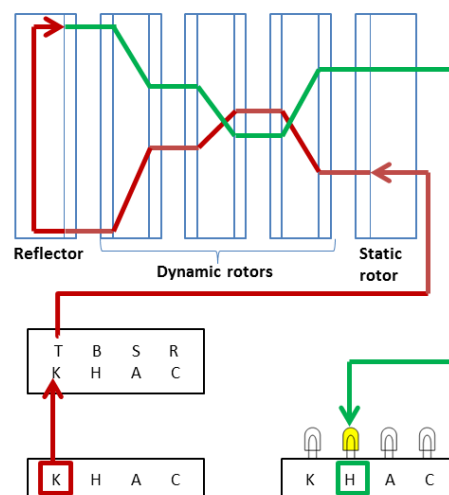 Reflector
Dynamic rotors
Static
rotor
T B S R
K H A C
K H A C
K H A C